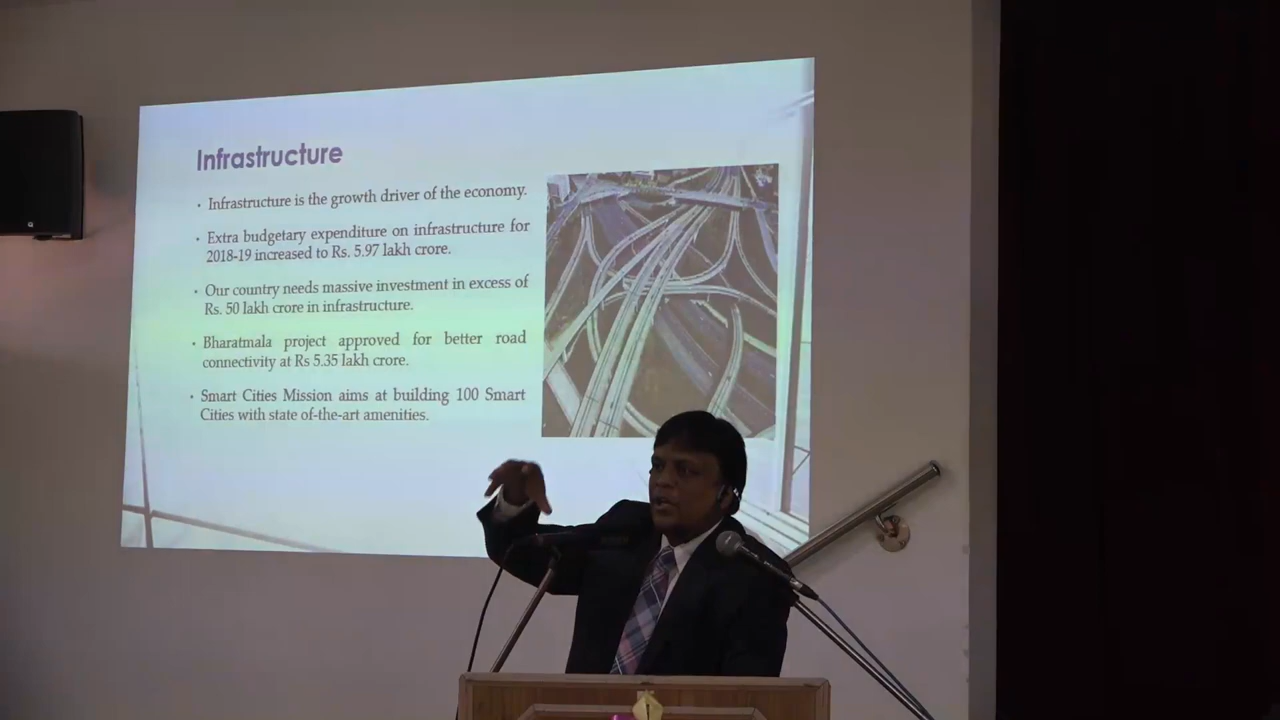 Infrastructure
• Infrastructure is the growth driver of the economy.
• Extra budgetary expenditure on infrastructure for
2018-19 increased to Rs. 5.97 lakh crore.
• Our country needs massive investment in excess of
Rs. 50 lakh crore in infrastructure.
• Bharatmala project approved for better road
connectivity at Rs 5.35 lakh crore.
• Smart Cities Mission aims at building 100 Smart
Cities with state of-the-art amenities.